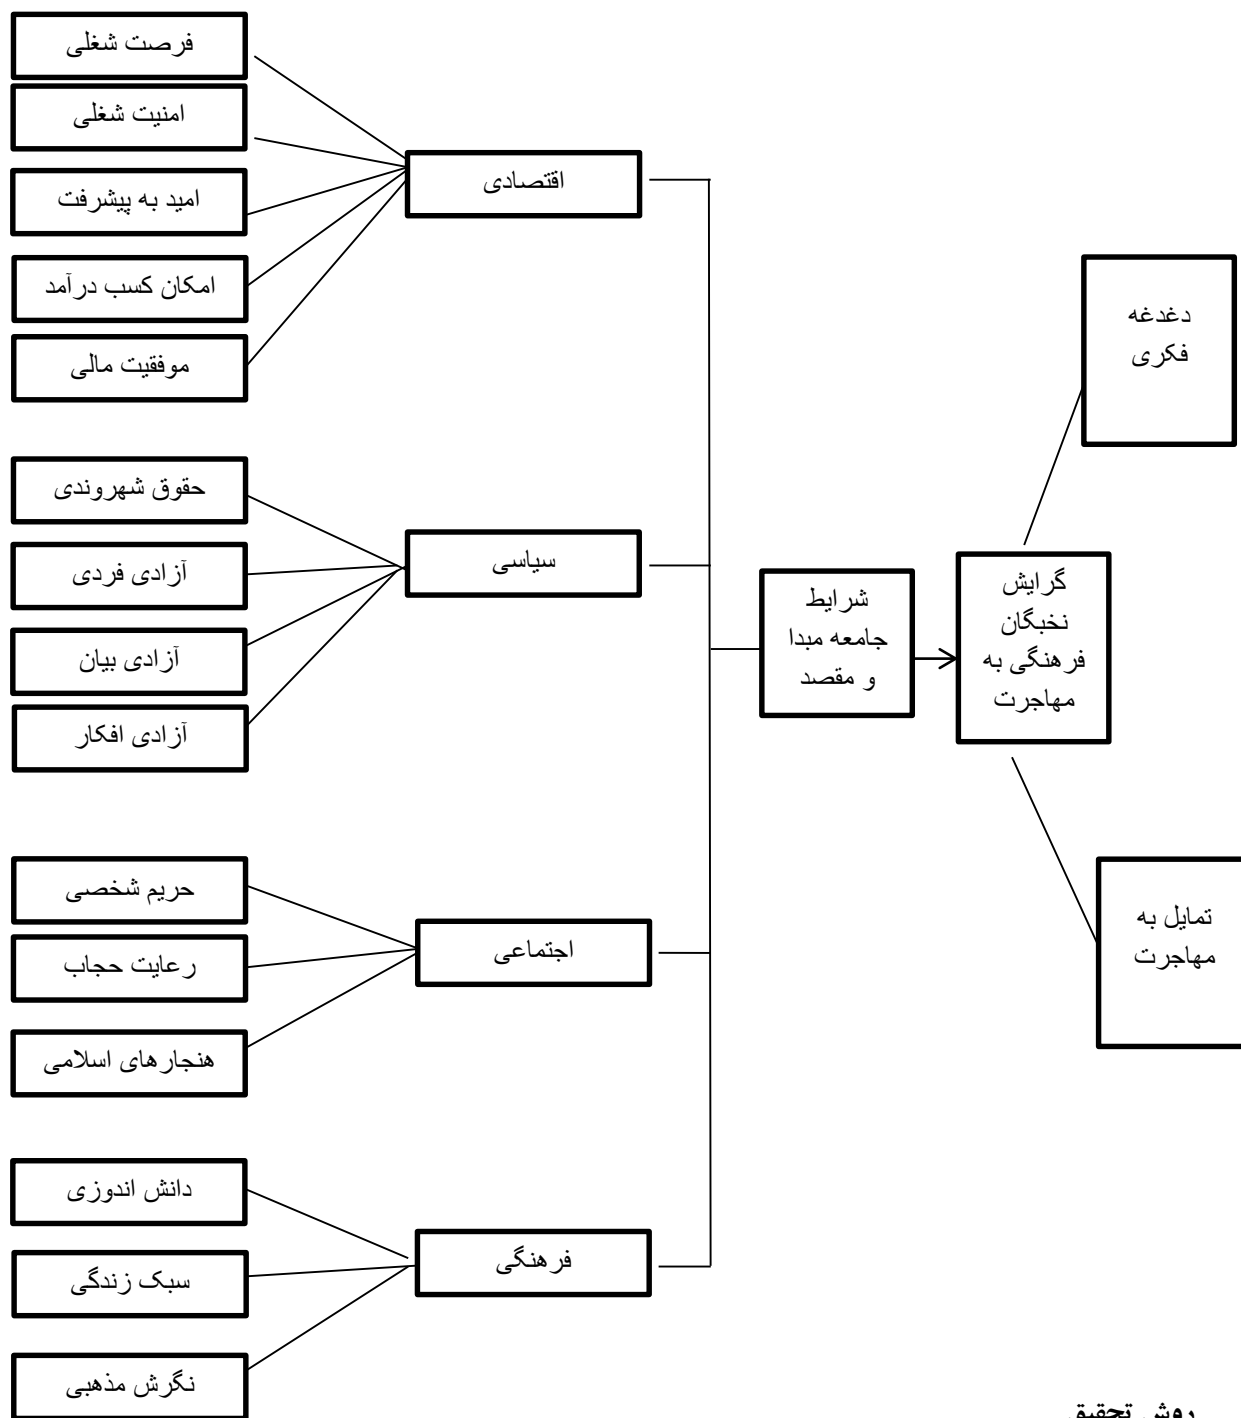 فرصت شغلی
امنیت شغلی
امید به پیشرفت
امکان کسب درآمد
موفقیت مالی
اقتصادی
حقوق شهروندی
آزادی فردی
آزادی بیان
آزادی افکار
سیاسی
حریم شخصی
رعایت حجاب
هنجارهای اسلامی
اجتماعی
دانش اندوزی
سبک زندگی
نگرش مذهبی
فرهنگی
شرایط
جامعه مبدا
و مقصد
گرایش
نخبگان
فرهنگی به
مهاجرت
دغدغه
فکری
تمایل به
مهاجرت
روش تحقیق